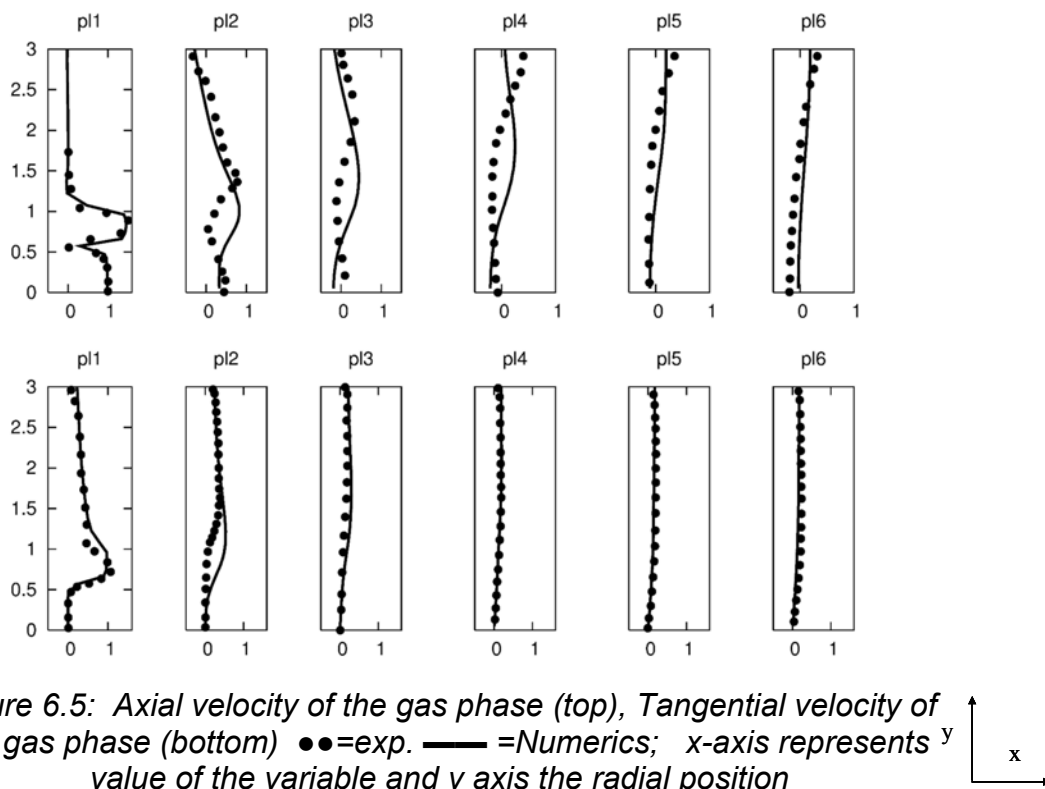 pl1 pl2 pl3 pl4 pl5 pl6
3
2.5
2
1.5
1
0.5
0
0 1 0 1 0 1 0 1 0 1 0 1
pl1 pl2 pl3 pl4 pl5 pl6
3
2.5
2
1.5
1
0.5
0
0 1 0 1 0 1 0 1 0 1 0 1
ure 6.5: Axial velocity of the gas phase (top), Tangential velocity of
gas phase (bottom) ●●=exp. —— =Numerics; x-axis represents
value of the variable and y axis the radial position
y
x